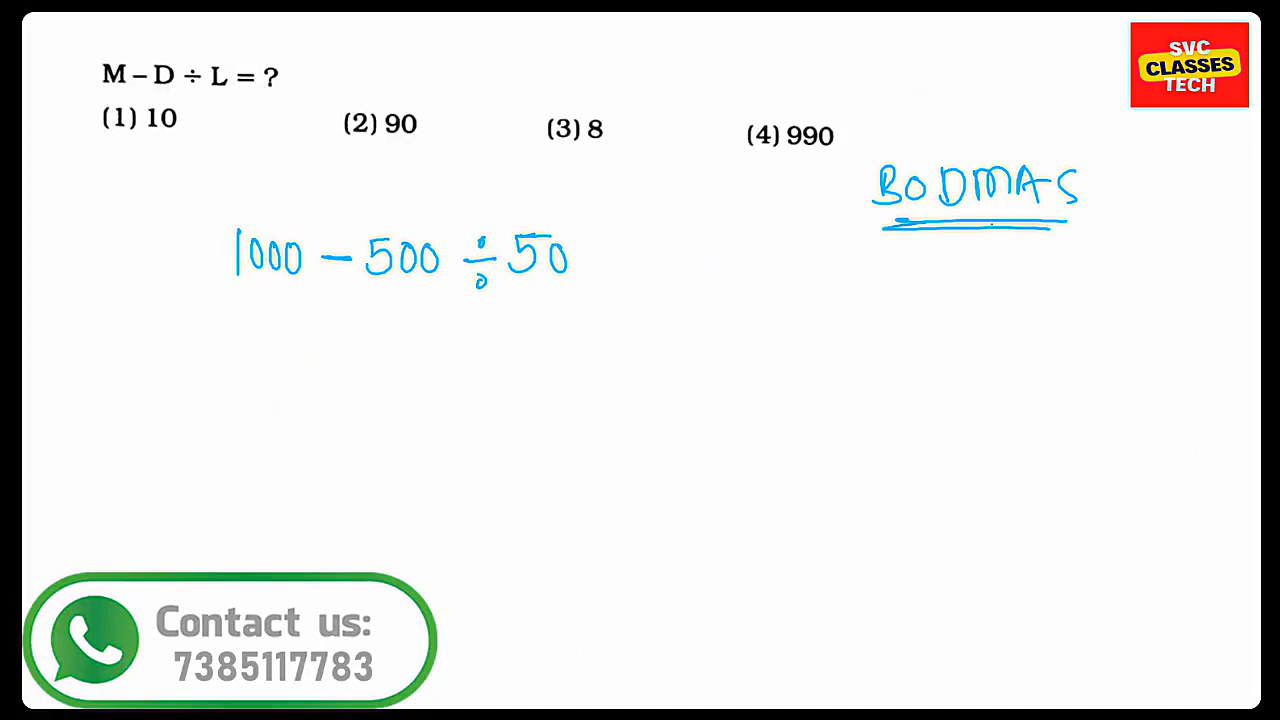 SVC
CLASSES
TECH
M – D ÷ L = ?
(1) 10 (2) 90 (3) 8 (4) 990
BODMAS
1000 – 500 ÷ 50
Contact us:
7385117783